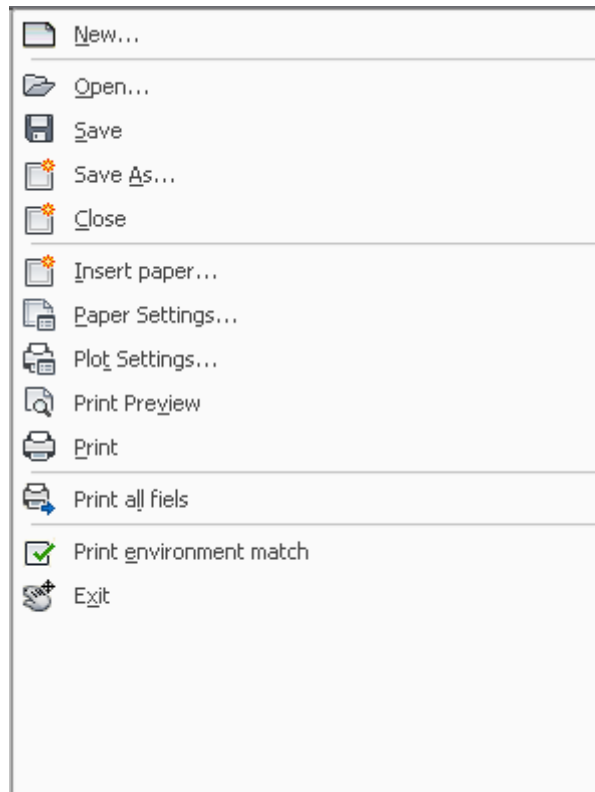 New...
Open...
Save
Save As...
Close
Insert paper...
Paper Settings...
Plot Settings...
Print Preview
Print
Print all fiels
Print environment match
Exit